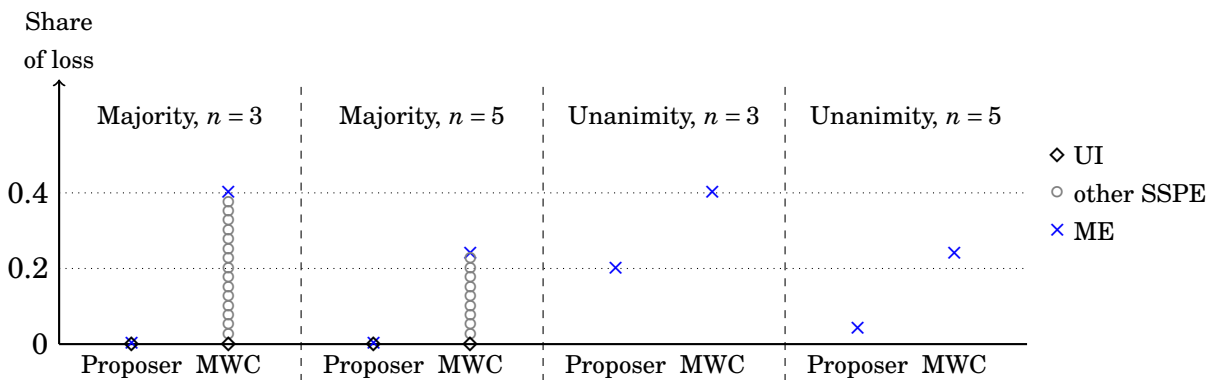 Share
of loss
Majority, n = 3
Majority, n = 5
Unanimity, n = 3
Unanimity, n = 5
UI
other SSPE
ME
0.4
0.2
0
Proposer MWC
Proposer MWC
Proposer MWC
Proposer MWC